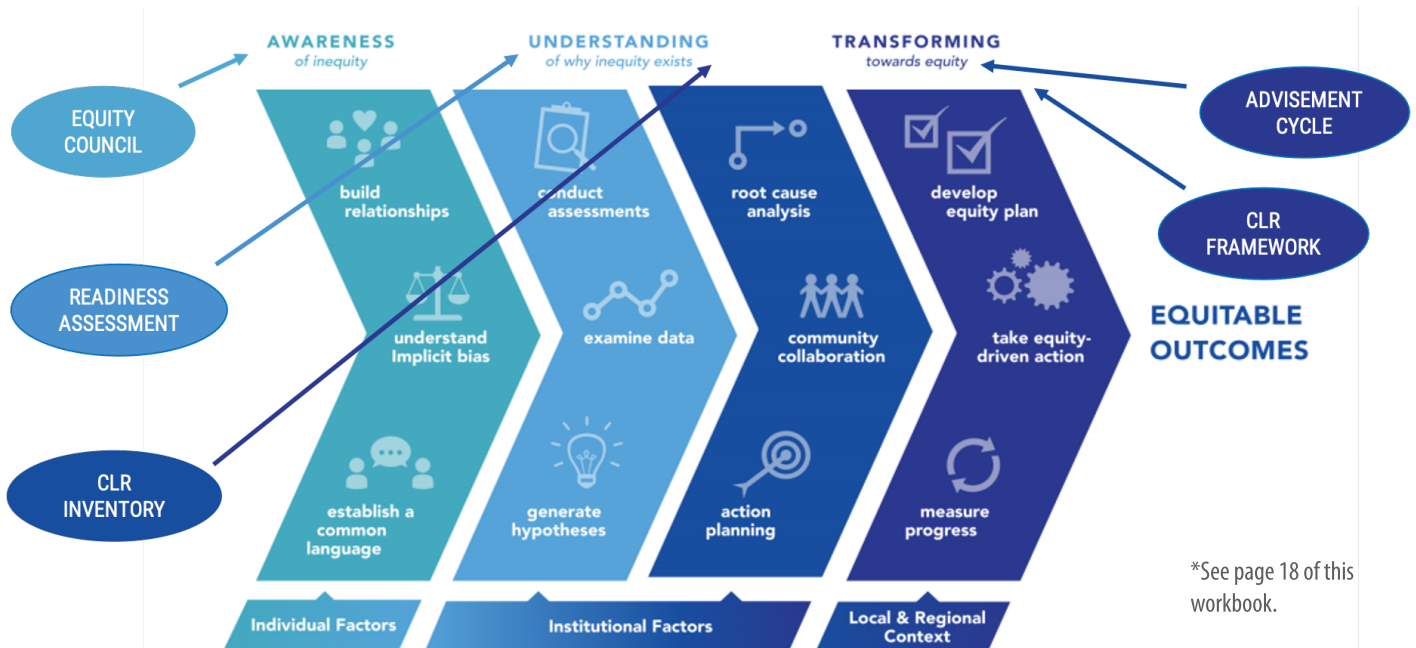 AWARENESS
of inequity
UNDERSTANDING
of why inequity exists
TRANSFORMING
towards equity
EQUITY
COUNCIL
READINESS
ASSESSMENT
CLR
INVENTORY
ADVISEMENT
CYCLE
CLR
FRAMEWORK
build
relationships
understand
Implicit bias
establish a
common
language
conduct
assessments
examine data
generate
hypotheses
root cause
analysis
community
collaboration
action
planning
develop
equity plan
take equity-
driven action
measure
progress
EQUITABLE
OUTCOMES
Individual Factors
Institutional Factors
Local & Regional
Context
*See page 18 of this
workbook.